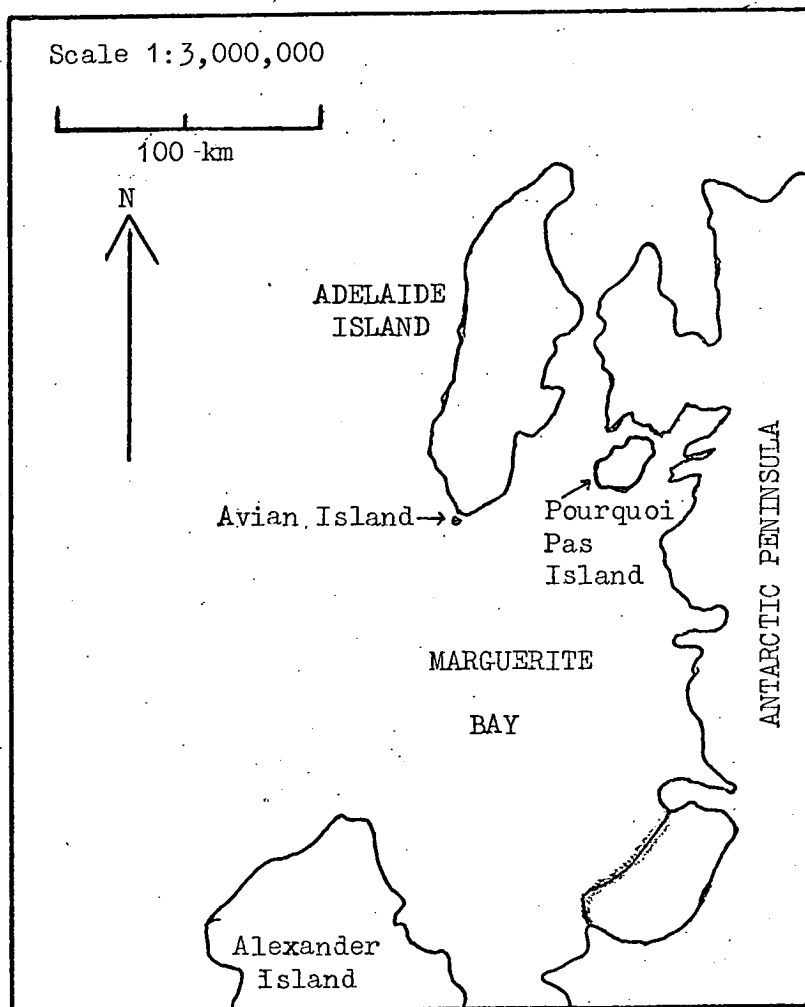 Scale 1:3,000,000
100 km
N
ADELAIDE
ISLAND
Avian Island
Pourquoi
Pas
Island
ANTARCTIC PENINSULA
MARGUERITE
BAY
Alexander
Island